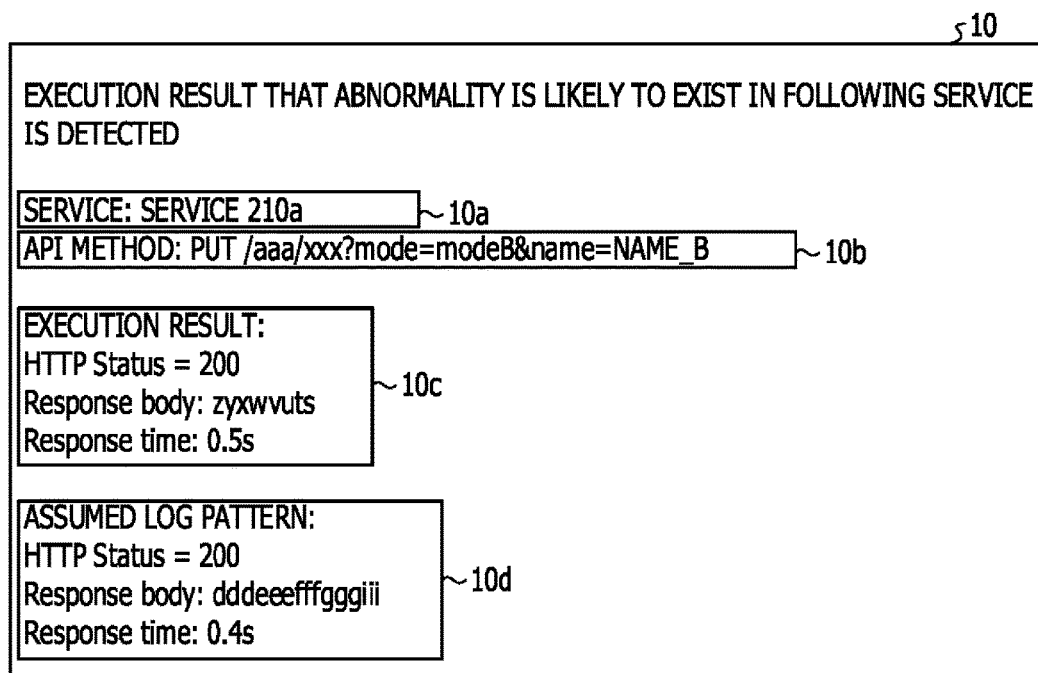 10
EXECUTION RESULT THAT ABNORMALITY IS LIKELY TO EXIST IN FOLLOWING SERVICE
IS DETECTED
SERVICE: SERVICE 210a
10a
API METHOD: PUT /aaa/xxx?mode=modeB&name=NAME_B
10b
EXECUTION RESULT:
HTTP Status = 200
Response body: zyxwvuts
Response time: 0.5s
10c
ASSUMED LOG PATTERN:
HTTP Status = 200
Response body: dddeeefffgggiii
Response time: 0.4s
10d